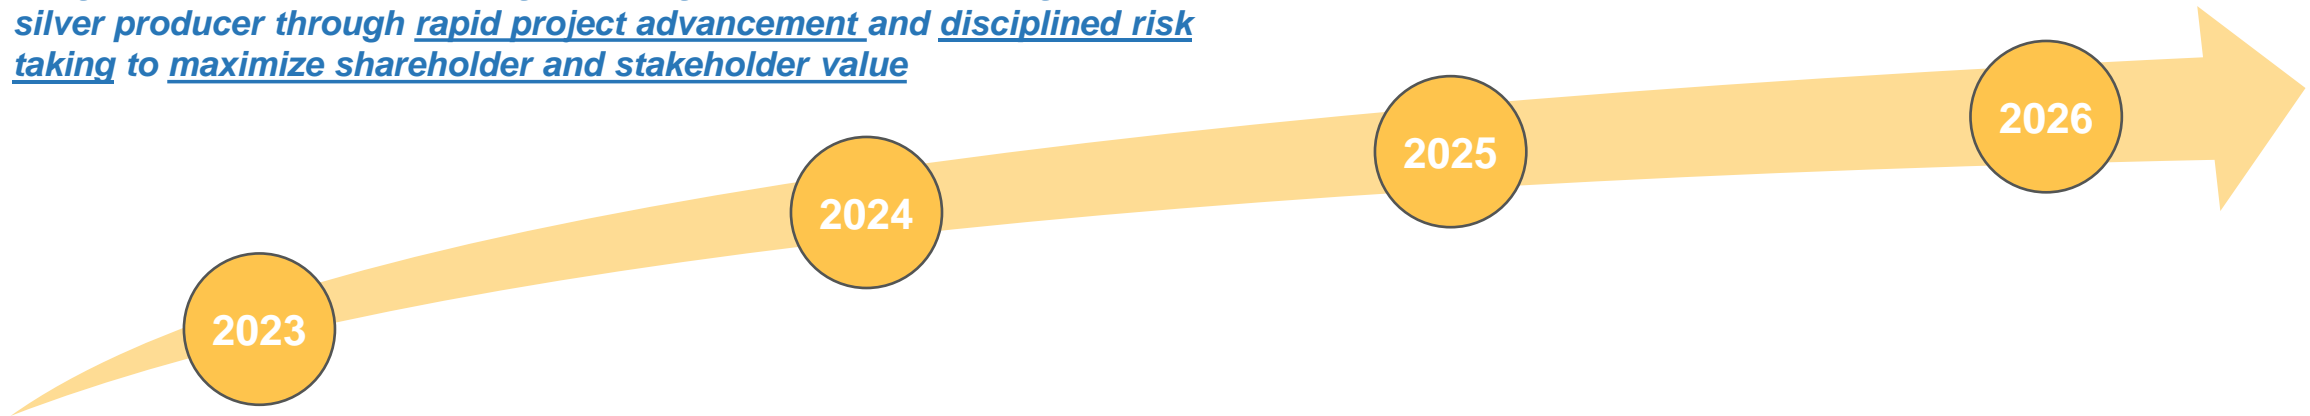 silver producer through rapid project advancement and disciplined risk
taking to maximize shareholder and stakeholder value
2026
2025
2024
2023